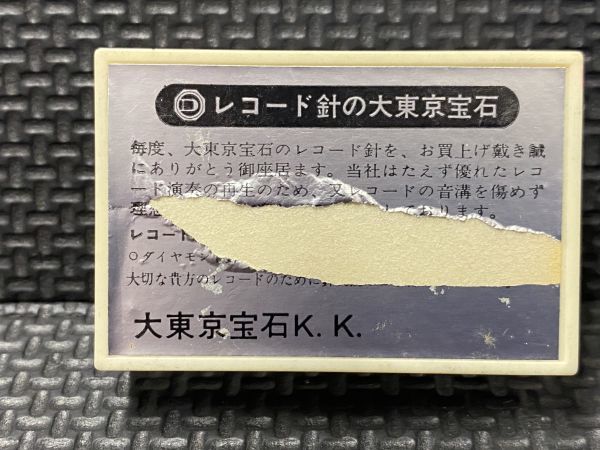 D レコード針の大東京宝石
毎度、大東京宝石のレコード針を、お買上げ戴き誠
にありがとう御座居ます。当社はたえず優れたレコ
ード演奏の再生のため、又レコードの音溝を傷めず
ております。
レコード
○ダイヤモン
大切な貴方のレコードのために
大東京宝石K. K.